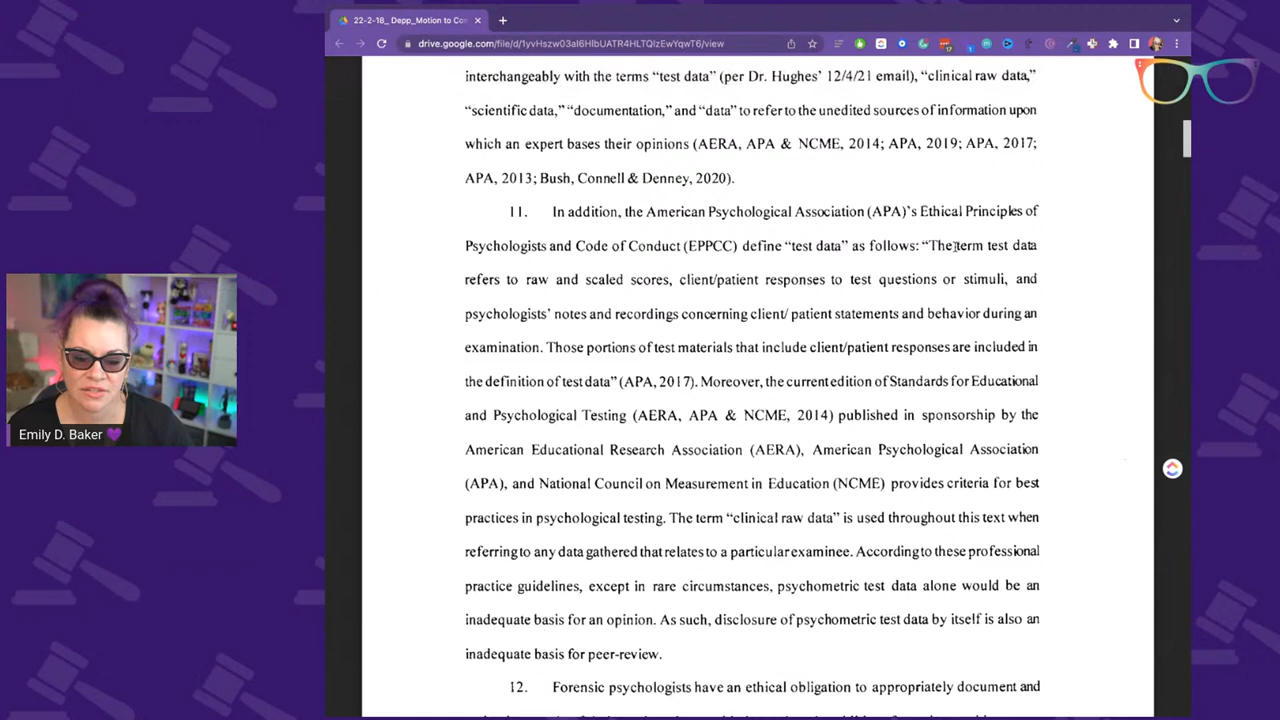 22-2-18_ Depp_Motion to Con
drive.google.com/file/d/1yvHszw03aI6HIbUATR4HLTQlzEwYqwT6/view
interchangeably with the terms “test data” (per Dr. Hughes’ 12/4/21 email), “clinical raw data,”
“scientific data,” “documentation,” and “data” to refer to the unedited sources of information upon
which an expert bases their opinions (AERA, APA & NCME, 2014; APA, 2019; APA, 2017;
APA, 2013; Bush, Connell & Denney, 2020).
11. In addition, the American Psychological Association (APA)’s Ethical Principles of
Psychologists and Code of Conduct (EPPCC) define “test data” as follows: “The term test data
refers to raw and scaled scores, client/patient responses to test questions or stimuli, and
psychologists’ notes and recordings concerning client/ patient statements and behavior during an
examination. Those portions of test materials that include client/patient responses are included in
the definition of test data” (APA, 2017). Moreover, the current edition of Standards for Educational
and Psychological Testing (AERA, APA & NCME, 2014) published in sponsorship by the
American Educational Research Association (AERA), American Psychological Association
(APA), and National Council on Measurement in Education (NCME) provides criteria for best
practices in psychological testing. The term “clinical raw data” is used throughout this text when
referring to any data gathered that relates to a particular examinee. According to these professional
practice guidelines, except in rare circumstances, psychometric test data alone would be an
inadequate basis for an opinion. As such, disclosure of psychometric test data by itself is also an
inadequate basis for peer-review.
12. Forensic psychologists have an ethical obligation to appropriately document and
Emily D. Baker 💜